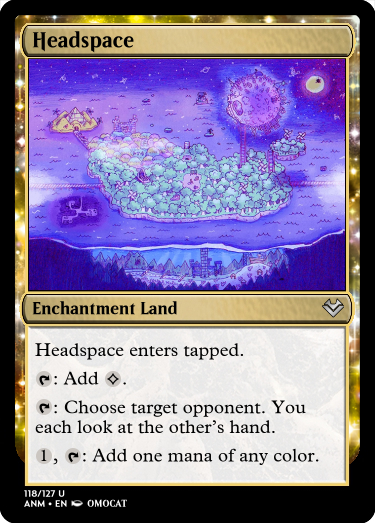 Headspace
Enchantment Land
Headspace enters tapped.
: Add .
: Choose target opponent. You
each look at the other's hand.
1, : Add one mana of any color.
118/127 U
ANM • EN OMOCAT